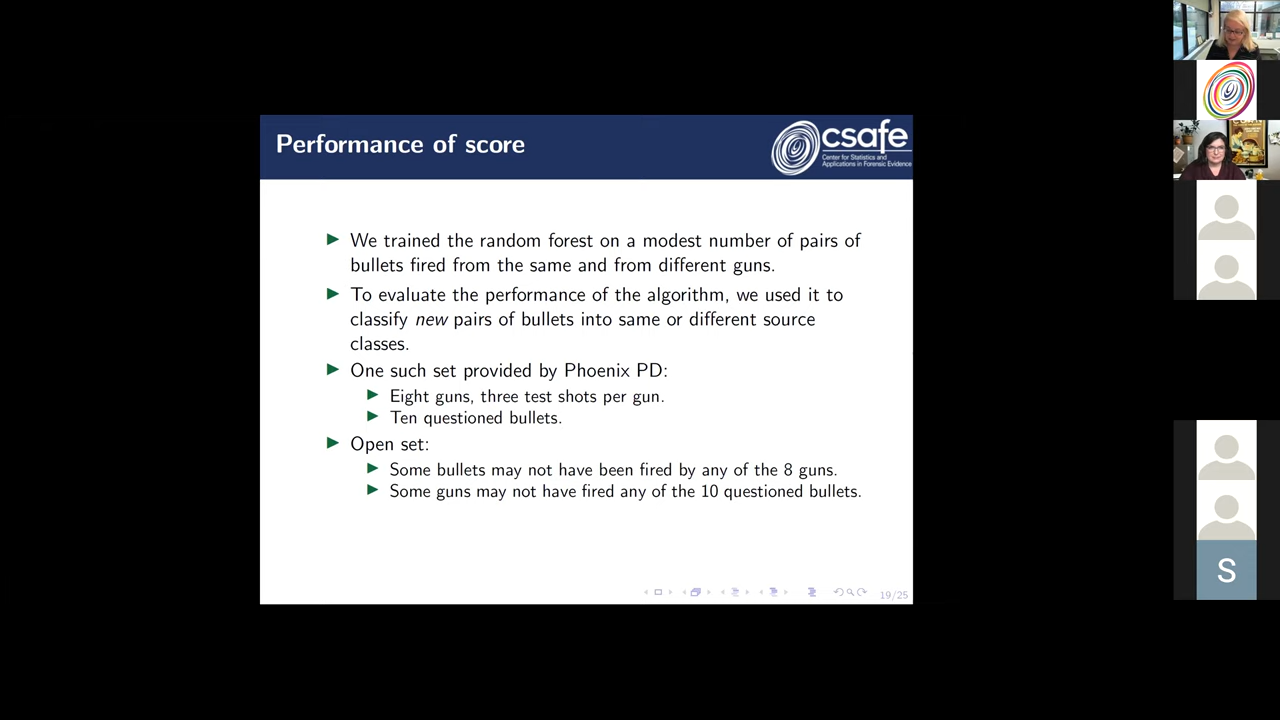 Performance of score
csafe
Center for Statistics and
Applications in Forensic Evidence
We trained the random forest on a modest number of pairs of
bullets fired from the same and from different guns.
To evaluate the performance of the algorithm, we used it to
classify new pairs of bullets into same or different source
classes.
One such set provided by Phoenix PD:
Eight guns, three test shots per gun.
Ten questioned bullets.
Open set:
Some bullets may not have been fired by any of the 8 guns.
Some guns may not have fired any of the 10 questioned bullets.
19/25
S